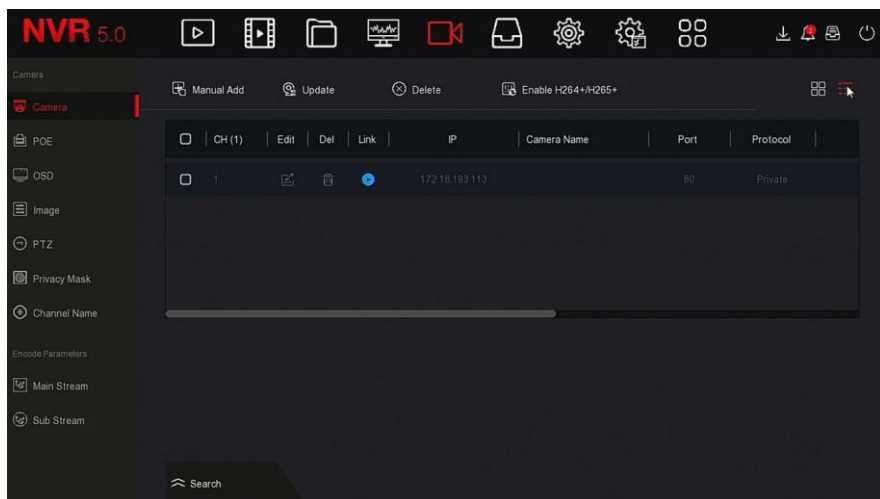 NVR 5.0
2
Camera
Manual Add Update Delete Enable H264+/H265+
Camera
POE
CH (1) Edit Del Link IP Camera Name Port Protocol
OSD
1 172.18.193.113 80 Private
Image
PTZ
Privacy Mask
Channel Name
Encode Parameters
Main Stream
Sub Stream
Search